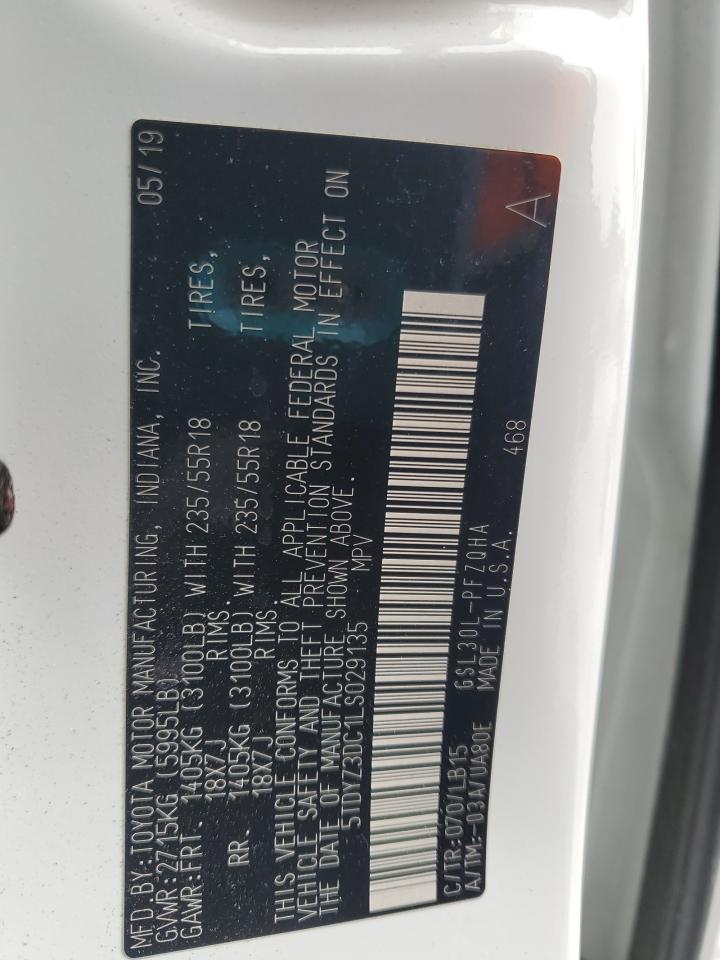 MFD.BY:TOYOTA MOTOR MANUFACTURING, INDIANA, INC. 05/19
GVWR:2715KG (5995LB)
GAWR:FRT. 1405KG (3100LB) WITH 235/55R18 TIRES,
18X7J RIMS.
RR. 1405KG (3100LB) WITH 235/55R18 TIRES,
18X7J RIMS.
THIS VEHICLE CONFORMS TO ALL APPLICABLE FEDERAL MOTOR
VEHICLE SAFETY AND THEFT PREVENTION STANDARDS IN EFFECT ON
THE DATE OF MANUFACTURE SHOWN ABOVE.
5TDYZ3DC1LS029135 MPV
C/TR:070/LB15 GSL30L-PFZQHA 468
A/TM:-03A/UA80E MADE IN U.S.A. A